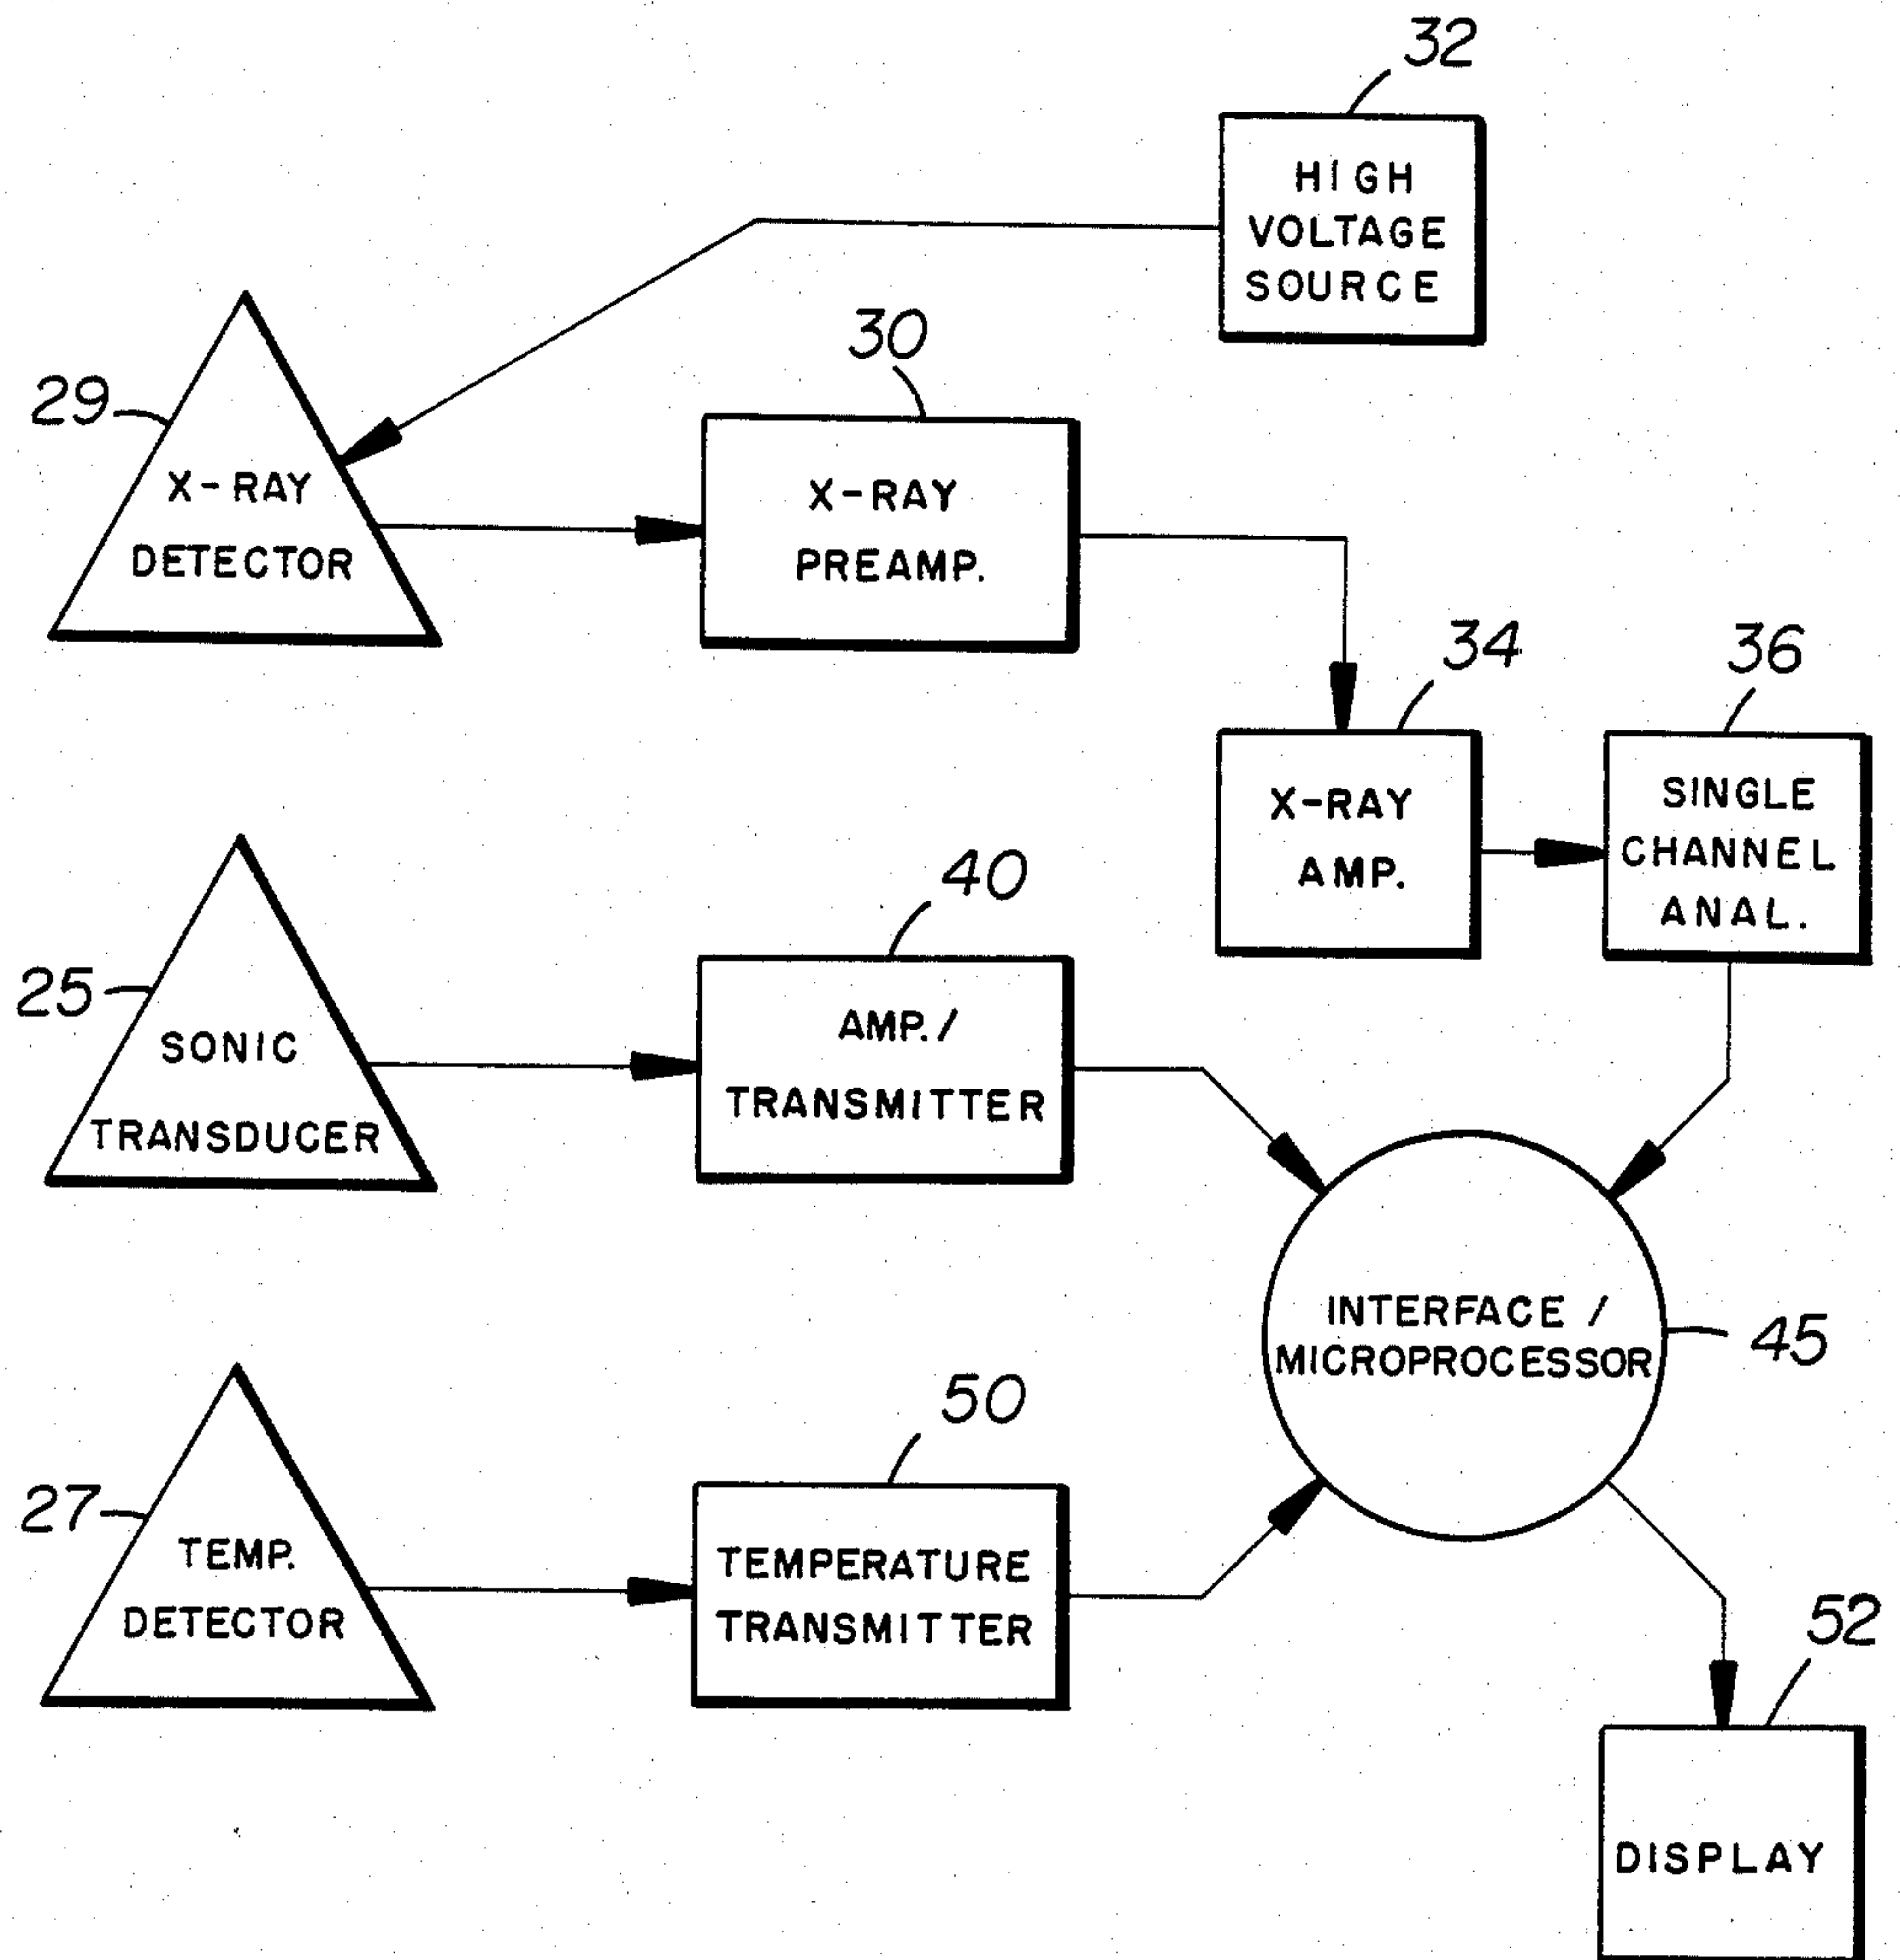 32
HIGH
VOLTAGE
SOURCE
30
29
X-RAY
DETECTOR
X-RAY
PREAMP.
34
36
X-RAY
AMP.
SINGLE
CHANNEL
ANAL.
40
25
SONIC
TRANSDUCER
AMP./
TRANSMITTER
INTERFACE /
MICROPROCESSOR
45
50
27
TEMP.
DETECTOR
TEMPERATURE
TRANSMITTER
52
DISPLAY